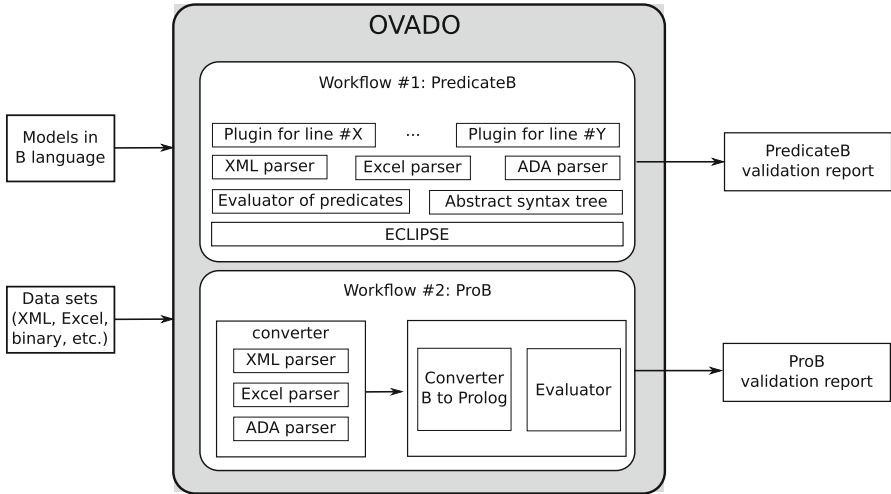 OVADO
Workflow #1: PredicateB
Plugin for line #X
...
Plugin for line #Y
XML parser
Excel parser
ADA parser
Evaluator of predicates
Abstract syntax tree
ECLIPSE
Models in
B language
Data sets
(XML, Excel,
binary, etc.)
Workflow #2: ProB
converter
XML parser
Excel parser
ADA parser
Converter
B to Prolog
Evaluator
PredicateB
validation report
ProB
validation report